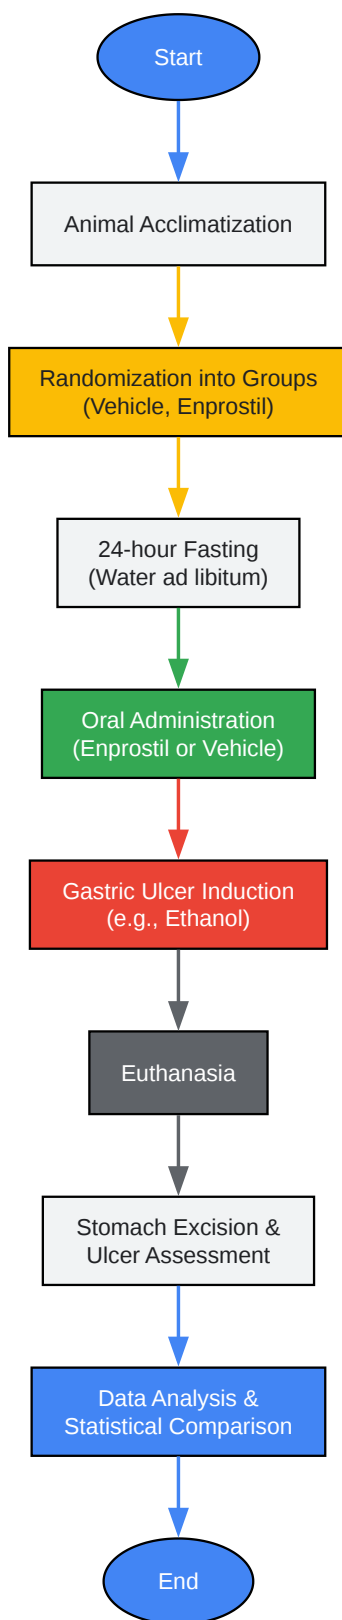 Start
Animal Acclimatization
Randomization into Groups
(Vehicle, Enprostil)
24-hour Fasting
(Water ad libitum)
Oral Administration
(Enprostil or Vehicle)
Gastric Ulcer Induction
(e.g., Ethanol)
Euthanasia
Stomach Excision &
Ulcer Assessment
Data Analysis &
Statistical Comparison
End